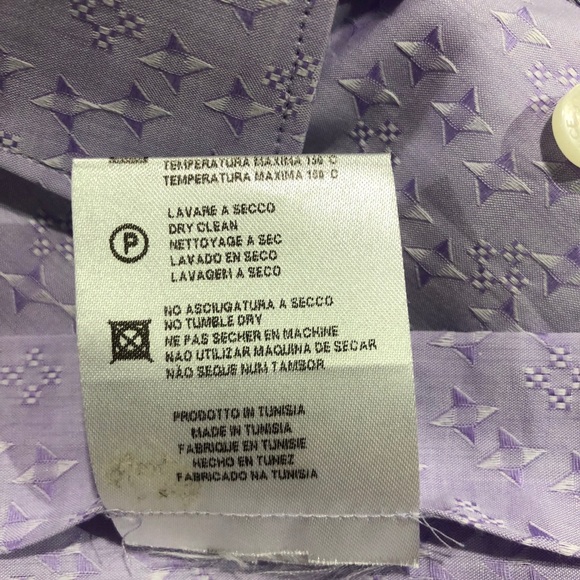 TEMPERATURA MAXIMA 150°C
TEMPERATURA MAXIMA 100°C
P
LAVARE A SECCO
DRY CLEAN
NETTOYAGE A SEC
LAVADO EN SECO
LAVAGEM A SECO
NO ASCIUGATURA A SECCO
NO TUMBLE DRY
NE PAS SECHER EN MACHINE
NAO UTILIZAR MAQUINA DE SECAR
NÃO SEQUE NUM TAMBOR
PRODOTTO IN TUNISIA
MADE IN TUNISIA
FABRIQUE EN TUNISIE
HECHO EN TUNEZ
FABRICADO NA TUNISIA